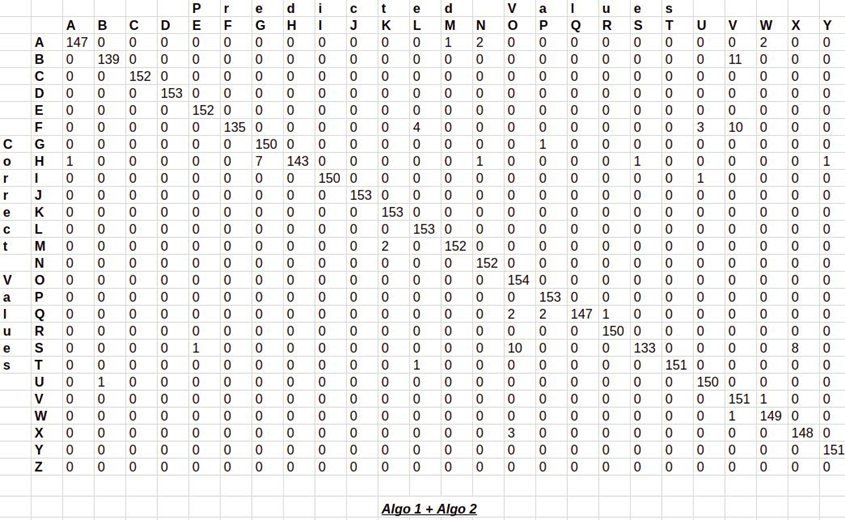 P r e d i c t e d V a l u e s
A B C D E F G H I J K L M N O P Q R S T U V W X Y
A 147 0 0 0 0 0 0 0 0 0 0 0 1 2 0 0 0 0 0 0 0 0 2 0 0
B 0 139 0 0 0 0 0 0 0 0 0 0 0 0 0 0 0 0 0 0 0 11 0 0 0
C 0 0 152 0 0 0 0 0 0 0 0 0 0 0 0 0 0 0 0 0 0 0 0 0 0
D 0 0 0 153 0 0 0 0 0 0 0 0 0 0 0 0 0 0 0 0 0 0 0 0 0
E 0 0 0 0 152 0 0 0 0 0 0 0 0 0 0 0 0 0 0 0 0 0 0 0 0
F 0 0 0 0 0 135 0 0 0 0 0 4 0 0 0 0 0 0 0 0 3 10 0 0 0
C G 0 0 0 0 0 0 150 0 0 0 0 0 0 0 0 1 0 0 0 0 0 0 0 0 0
o H 1 0 0 0 0 0 7 143 0 0 0 0 0 1 0 0 0 0 1 0 0 0 0 0 1
r I 0 0 0 0 0 0 0 0 150 0 0 0 0 0 0 0 0 0 0 0 1 0 0 0 0
r J 0 0 0 0 0 0 0 0 0 153 0 0 0 0 0 0 0 0 0 0 0 0 0 0 0
e K 0 0 0 0 0 0 0 0 0 0 153 0 0 0 0 0 0 0 0 0 0 0 0 0 0
c L 0 0 0 0 0 0 0 0 0 0 0 153 0 0 0 0 0 0 0 0 0 0 0 0 0
t M 0 0 0 0 0 0 0 0 0 0 2 0 152 0 0 0 0 0 0 0 0 0 0 0 0
N 0 0 0 0 0 0 0 0 0 0 0 0 0 152 0 0 0 0 0 0 0 0 0 0 0
V O 0 0 0 0 0 0 0 0 0 0 0 0 0 0 154 0 0 0 0 0 0 0 0 0 0
a P 0 0 0 0 0 0 0 0 0 0 0 0 0 0 0 153 0 0 0 0 0 0 0 0 0
l Q 0 0 0 0 0 0 0 0 0 0 0 0 0 0 2 2 147 1 0 0 0 0 0 0 0
u R 0 0 0 0 0 0 0 0 0 0 0 0 0 0 0 0 0 150 0 0 0 0 0 0 0
e S 0 0 0 0 1 0 0 0 0 0 0 0 0 0 10 0 0 0 133 0 0 0 0 8 0
s T 0 0 0 0 0 0 0 0 0 0 0 1 0 0 0 0 0 0 0 151 0 0 0 0 0
U 0 1 0 0 0 0 0 0 0 0 0 0 0 0 0 0 0 0 0 0 150 0 0 0 0
V 0 0 0 0 0 0 0 0 0 0 0 0 0 0 0 0 0 0 0 0 0 151 1 0 0
W 0 0 0 0 0 0 0 0 0 0 0 0 0 0 0 0 0 0 0 0 0 1 149 0 0
X 0 0 0 0 0 0 0 0 0 0 0 0 0 0 3 0 0 0 0 0 0 0 0 148 0
Y 0 0 0 0 0 0 0 0 0 0 0 0 0 0 0 0 0 0 0 0 0 0 0 0 151
Z 0 0 0 0 0 0 0 0 0 0 0 0 0 0 0 0 0 0 0 0 0 0 0 0 0
Algo 1 + Algo 2